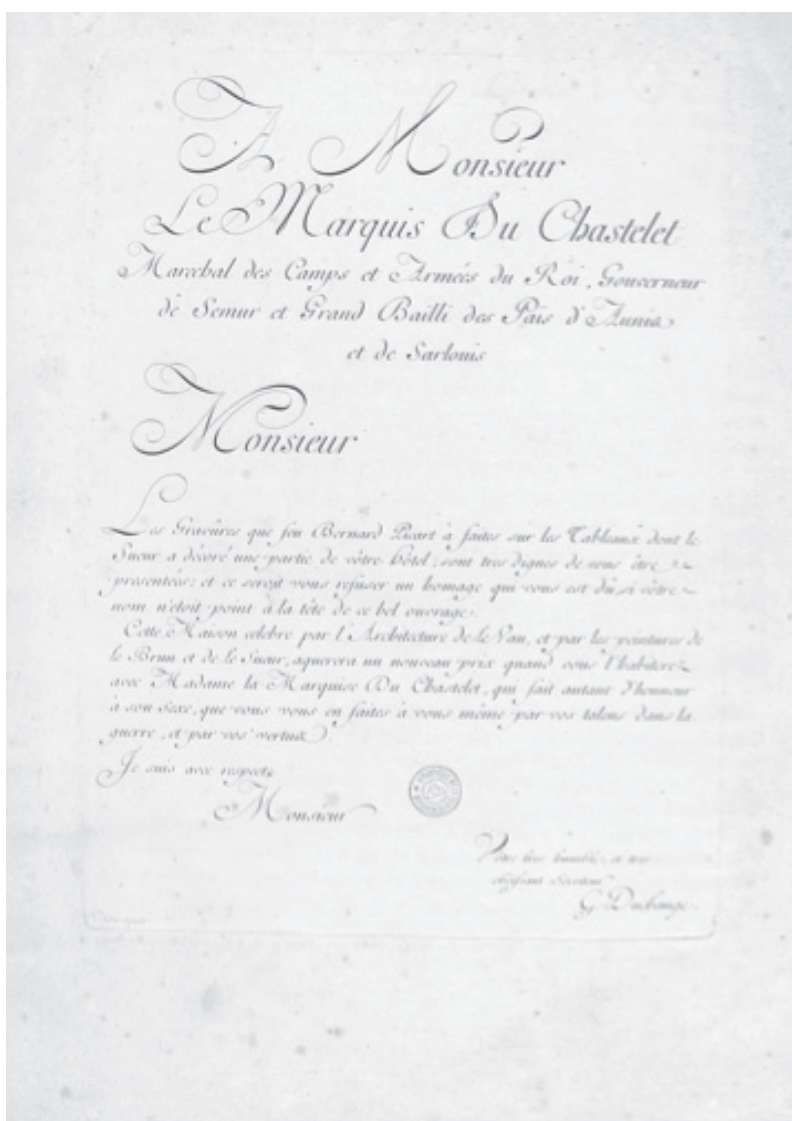 A Monsieur
Le Marquis Du Chastelet
Marechal des Camps et Armées du Roi, Gouverneur
de Semur et Grand Bailli des Païs d'Aunia
et de Sarlouis
Monsieur
Les Gravûres que feu Bernard Picart à faites sur les Tableaux dont le
Sueur a décoré une partie de vôtre hôtel, sont tres dignes de vous être
presentées: et ce seroit vous refuser un homage qui vous est dû, si vôtre
nom n'etoit point à la tête de ce bel ouvrage.
Cette Maison celebre par l'Architecture de le Vau, et par les peintures de
le Brun et de le Sueur, aquerera un nouveau prix quand vous l'habiterez
avec Madame la Marquise Du Chastelet, qui fait autant d'honneur
à son sexe, que vous vous en faites à vous même par vos talens dans la
guerre, et par vos vertus.
Je suis avec respect
Monsieur
Votre tres humble et tres
obeissant Serviteur
G. Duchange.